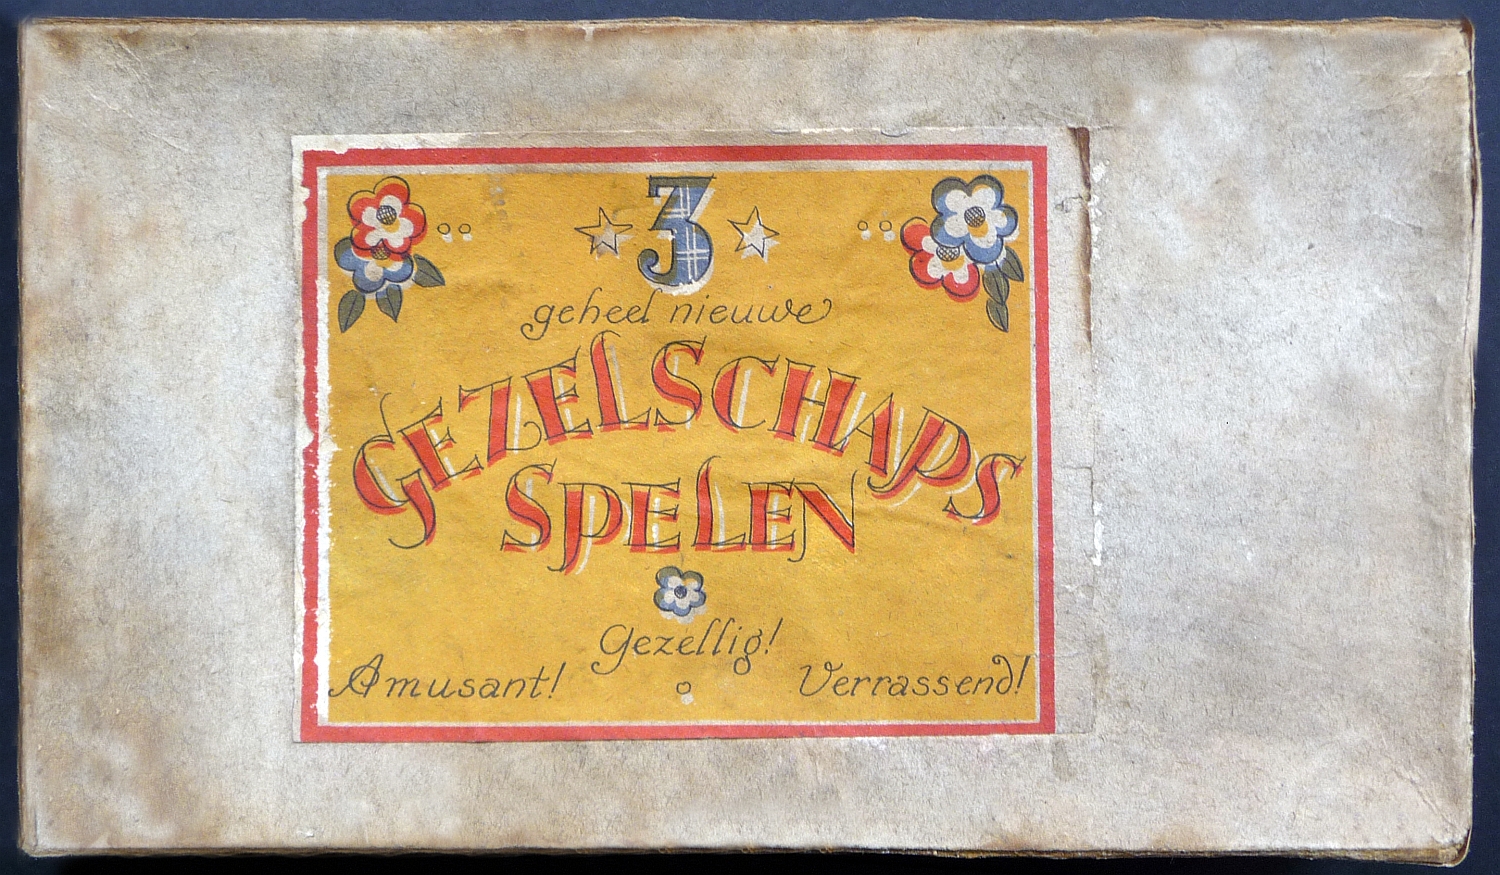 3
geheel nieuwe
GEZELSCHAPS
SPELEN
Gezellig!
Amusant! Verrassend!